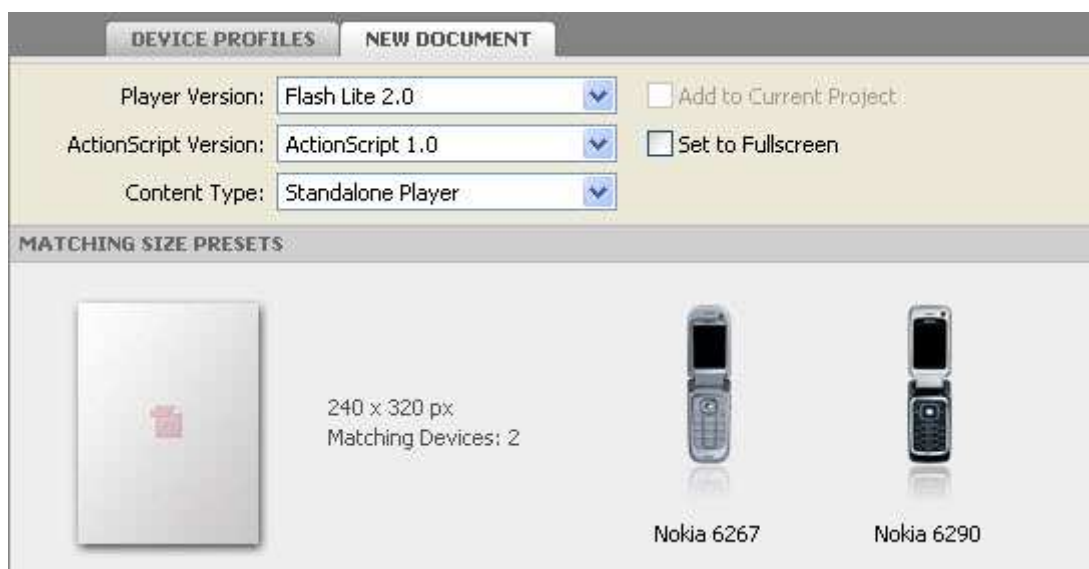 DEVICE PROFILES NEW DOCUMENT
Player Version: Flash Lite 2.0 Add to Current Project
ActionScript Version: ActionScript 1.0 Set to Fullscreen
Content Type: Standalone Player
MATCHING SIZE PRESETS
240 x 320 px
Matching Devices: 2
Nokia 6267 Nokia 6290